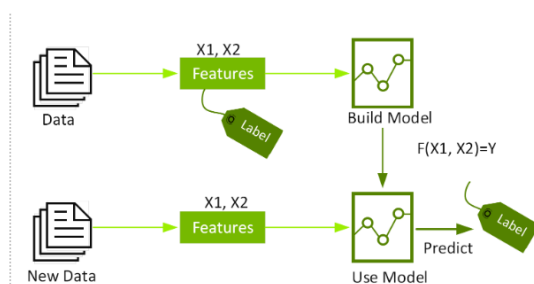 X1, X2
Features
Label
Data
Build Model
F(X1, X2)=Y
X1, X2
Features
Label
Predict
New Data
Use Model